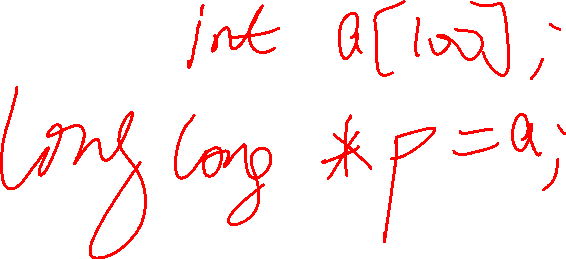 int a[100];
long long *p=a;